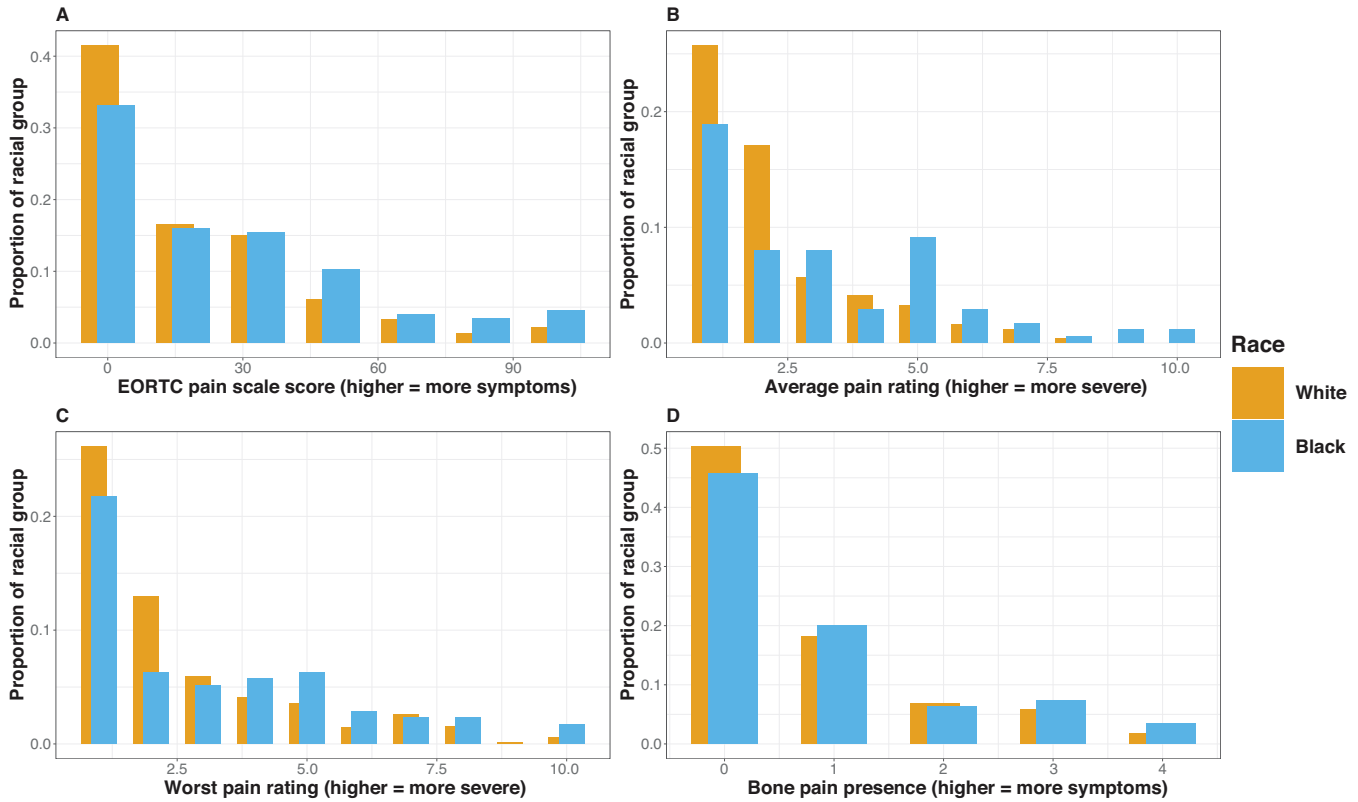 A
Proportion of racial group
0.4
0.3
0.2
0.1
0.0
0 30 60 90
EORTC pain scale score (higher = more symptoms)
B
Proportion of racial group
0.2
0.1
0.0
2.5 5.0 7.5 10.0
Average pain rating (higher = more severe)
C
Proportion of racial group
0.2
0.1
0.0
2.5 5.0 7.5 10.0
Worst pain rating (higher = more severe)
D
Proportion of racial group
0.5
0.4
0.3
0.2
0.1
0.0
0 1 2 3 4
Bone pain presence (higher = more symptoms)
Race
White
Black